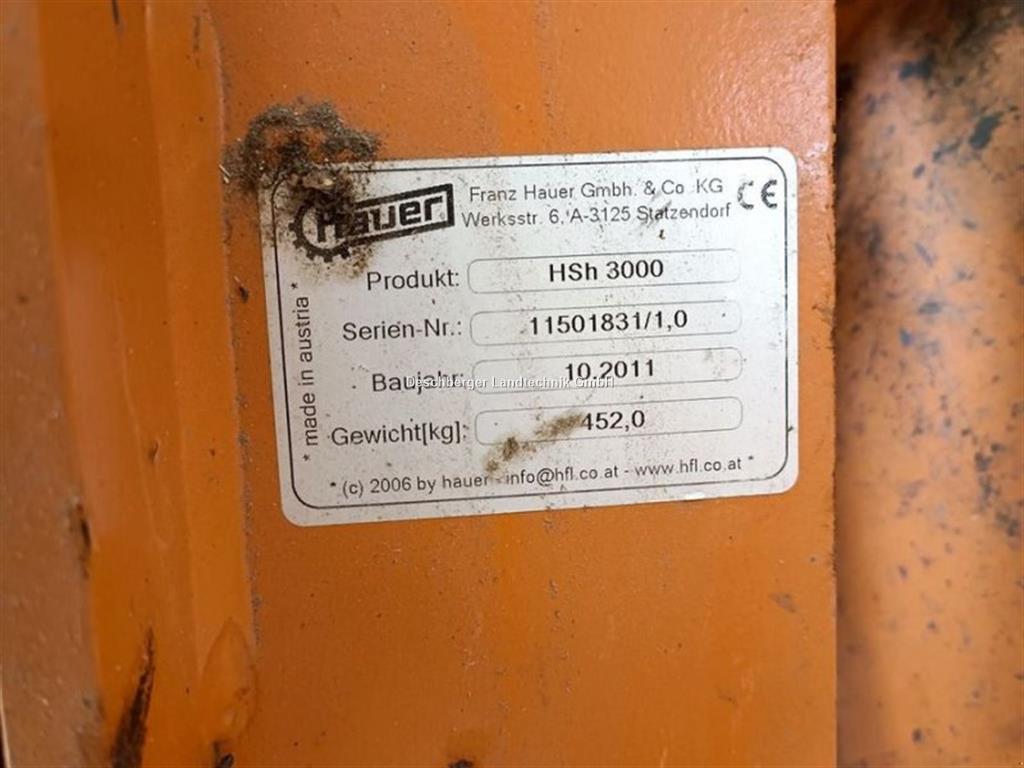 Hauer
Franz Hauer Gmbh. & Co. KG
Werksstr. 6, A-3125 Statzendorf
CE
Produkt: HSh 3000
Serien-Nr.: 11501831/1,0
Baujahr: 10.2011
Deschberger Landtechnik GmbH
Gewicht[kg]: 452,0
* made in austria *
* (c) 2006 by hauer - info@hfl.co.at - www.hfl.co.at *